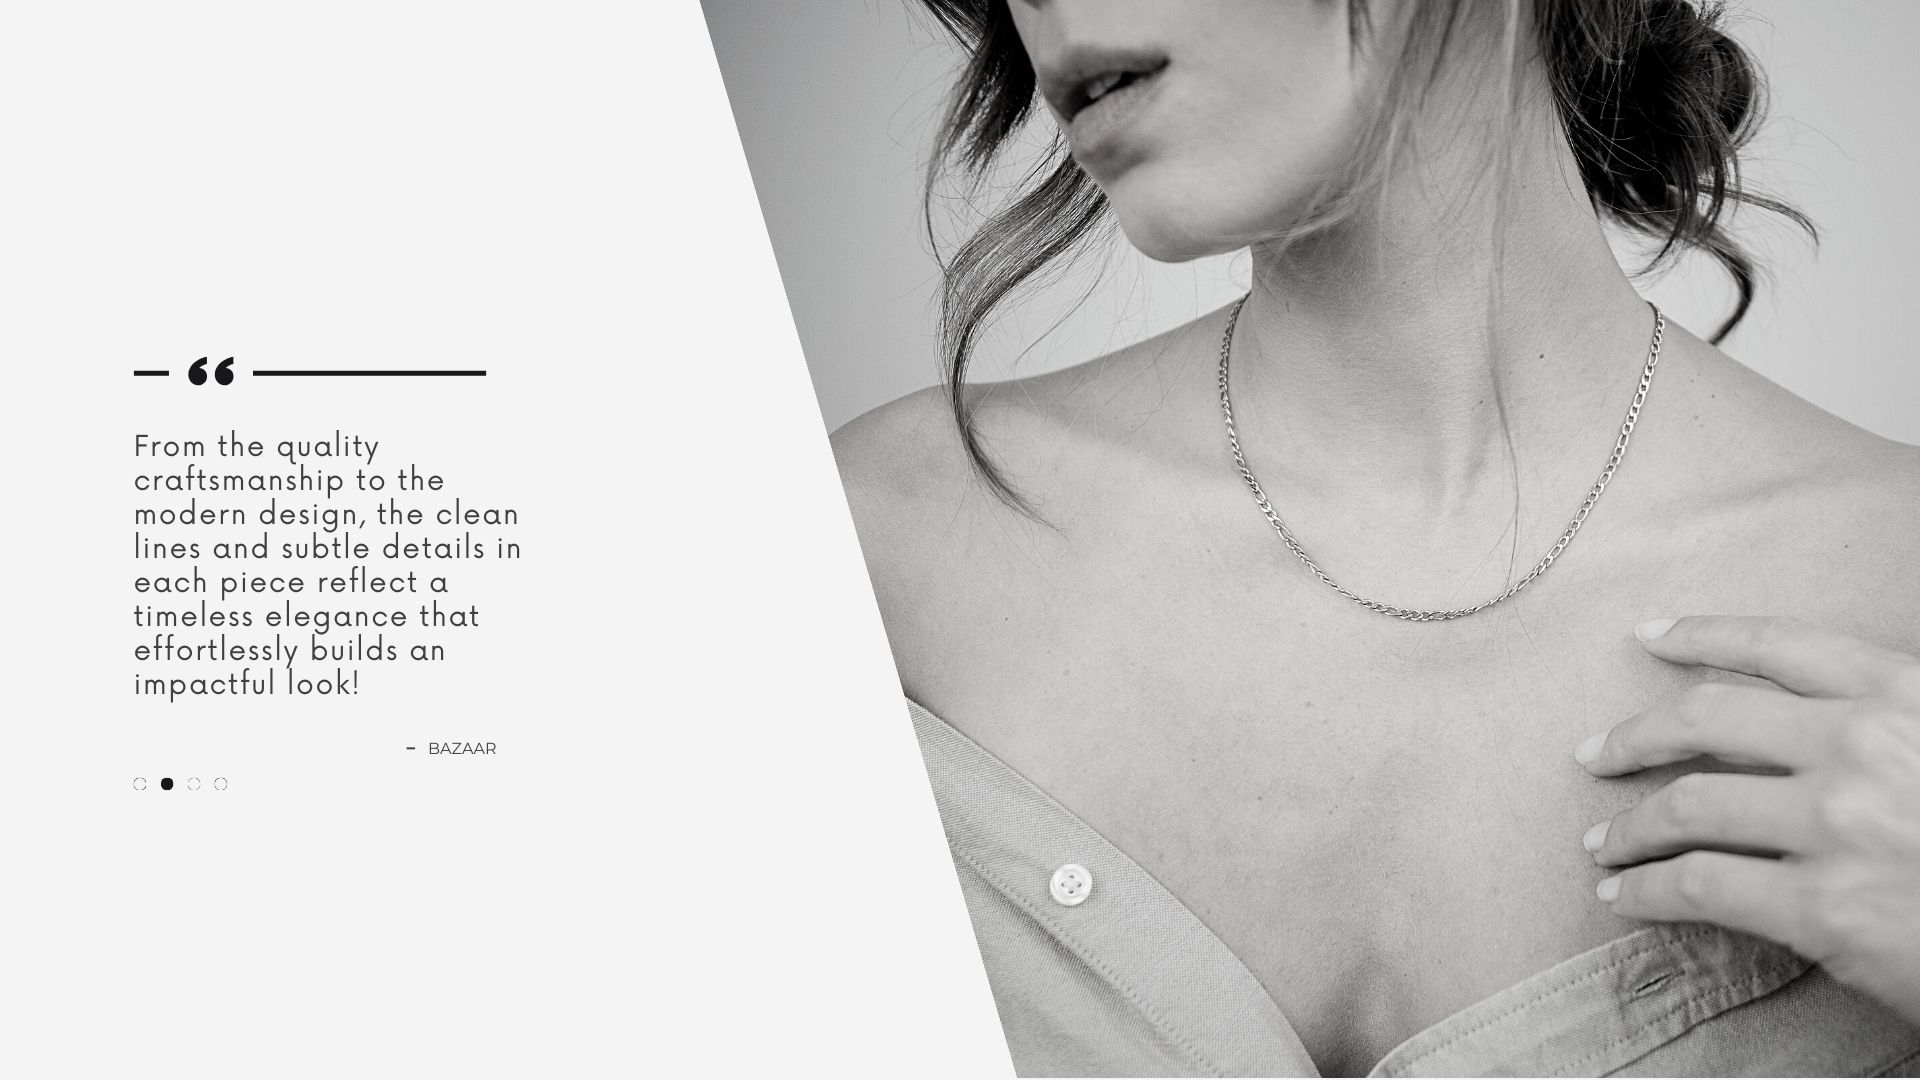 “
From the quality
craftsmanship to the
modern design, the clean
lines and subtle details in
each piece reflect a
timeless elegance that
effortlessly builds an
impactful look!
- BAZAAR